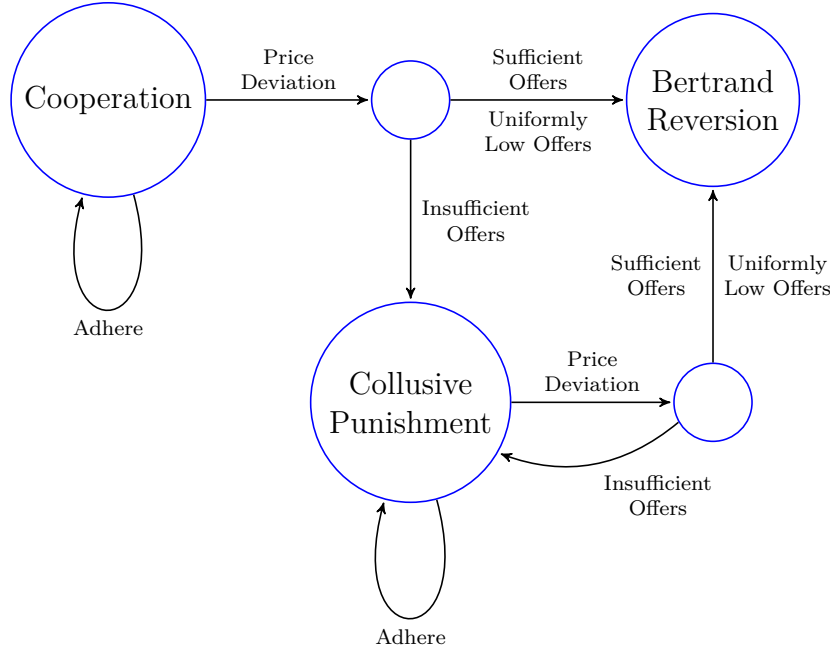 Cooperation
Price
Deviation
Sufficient
Offers
Uniformly
Low Offers
Bertrand
Reversion
Insufficient
Offers
Sufficient
Offers
Uniformly
Low Offers
Adhere
Collusive
Punishment
Price
Deviation
Insufficient
Offers
Adhere